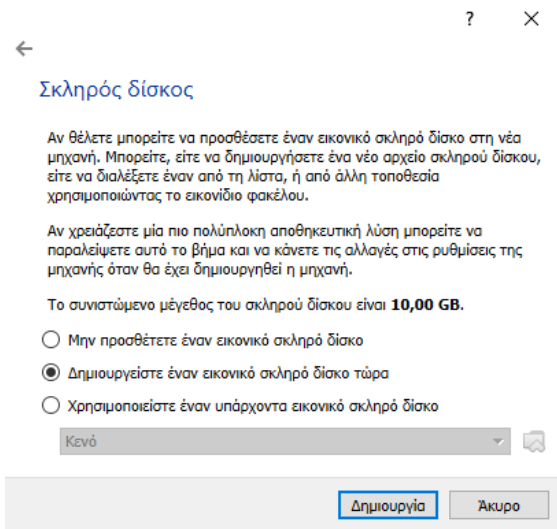 ?
Σκληρός δίσκος
Αν θέλετε μπορείτε να προσθέσετε έναν εικονικό σκληρό δίσκο στη νέα
μηχανή. Μπορείτε, είτε να δημιουργήσετε ένα νέο αρχείο σκληρού δίσκου,
είτε να διαλέξετε έναν από τη λίστα, ή από άλλη τοποθεσία
χρησιμοποιώντας το εικονίδιο φακέλου.
Αν χρειάζεστε μία πιο πολύπλοκη αποθηκευτική λύση μπορείτε να
παραλείψετε αυτό το βήμα και να κάνετε τις αλλαγές στις ρυθμίσεις της
μηχανής όταν θα έχει δημιουργηθεί η μηχανή.
Το συνιστώμενο μέγεθος του σκληρού δίσκου είναι 10,00 GB.
Μην προσθέτετε έναν εικονικό σκληρό δίσκο
Δημιουργείστε έναν εικονικό σκληρό δίσκο τώρα
Χρησιμοποιείστε έναν υπάρχοντα εικονικό σκληρό δίσκο
Κενό
Δημιουργία Άκυρο